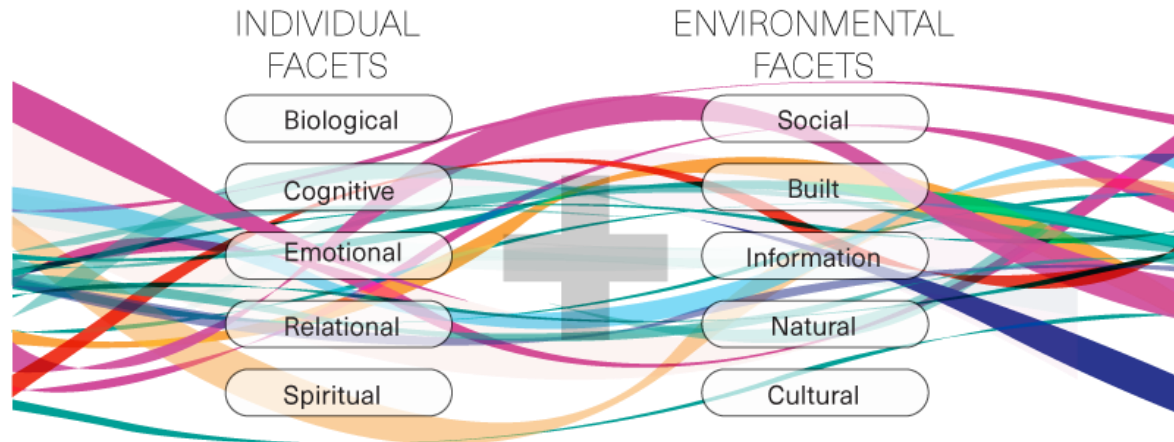 INDIVIDUAL
FACETS
Biological
Cognitive
Emotional
Relational
Spiritual
ENVIRONMENTAL
FACETS
Social
Built
Information
Natural
Cultural